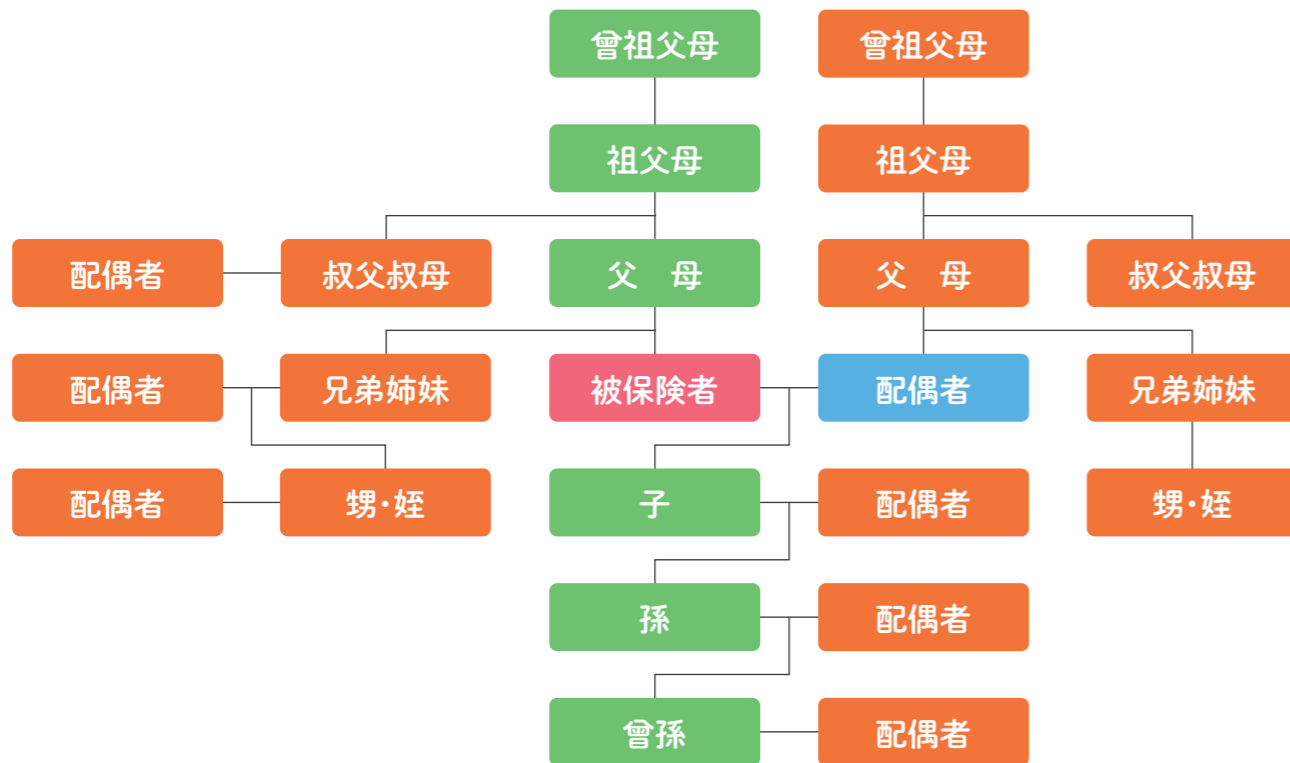 曾祖父母
曾祖父母
祖父母
祖父母
配偶者
叔父叔母
父　母
父　母
叔父叔母
配偶者
兄弟姉妹
被保険者
配偶者
兄弟姉妹
配偶者
甥・姪
子
配偶者
甥・姪
孫
配偶者
曾孫
配偶者